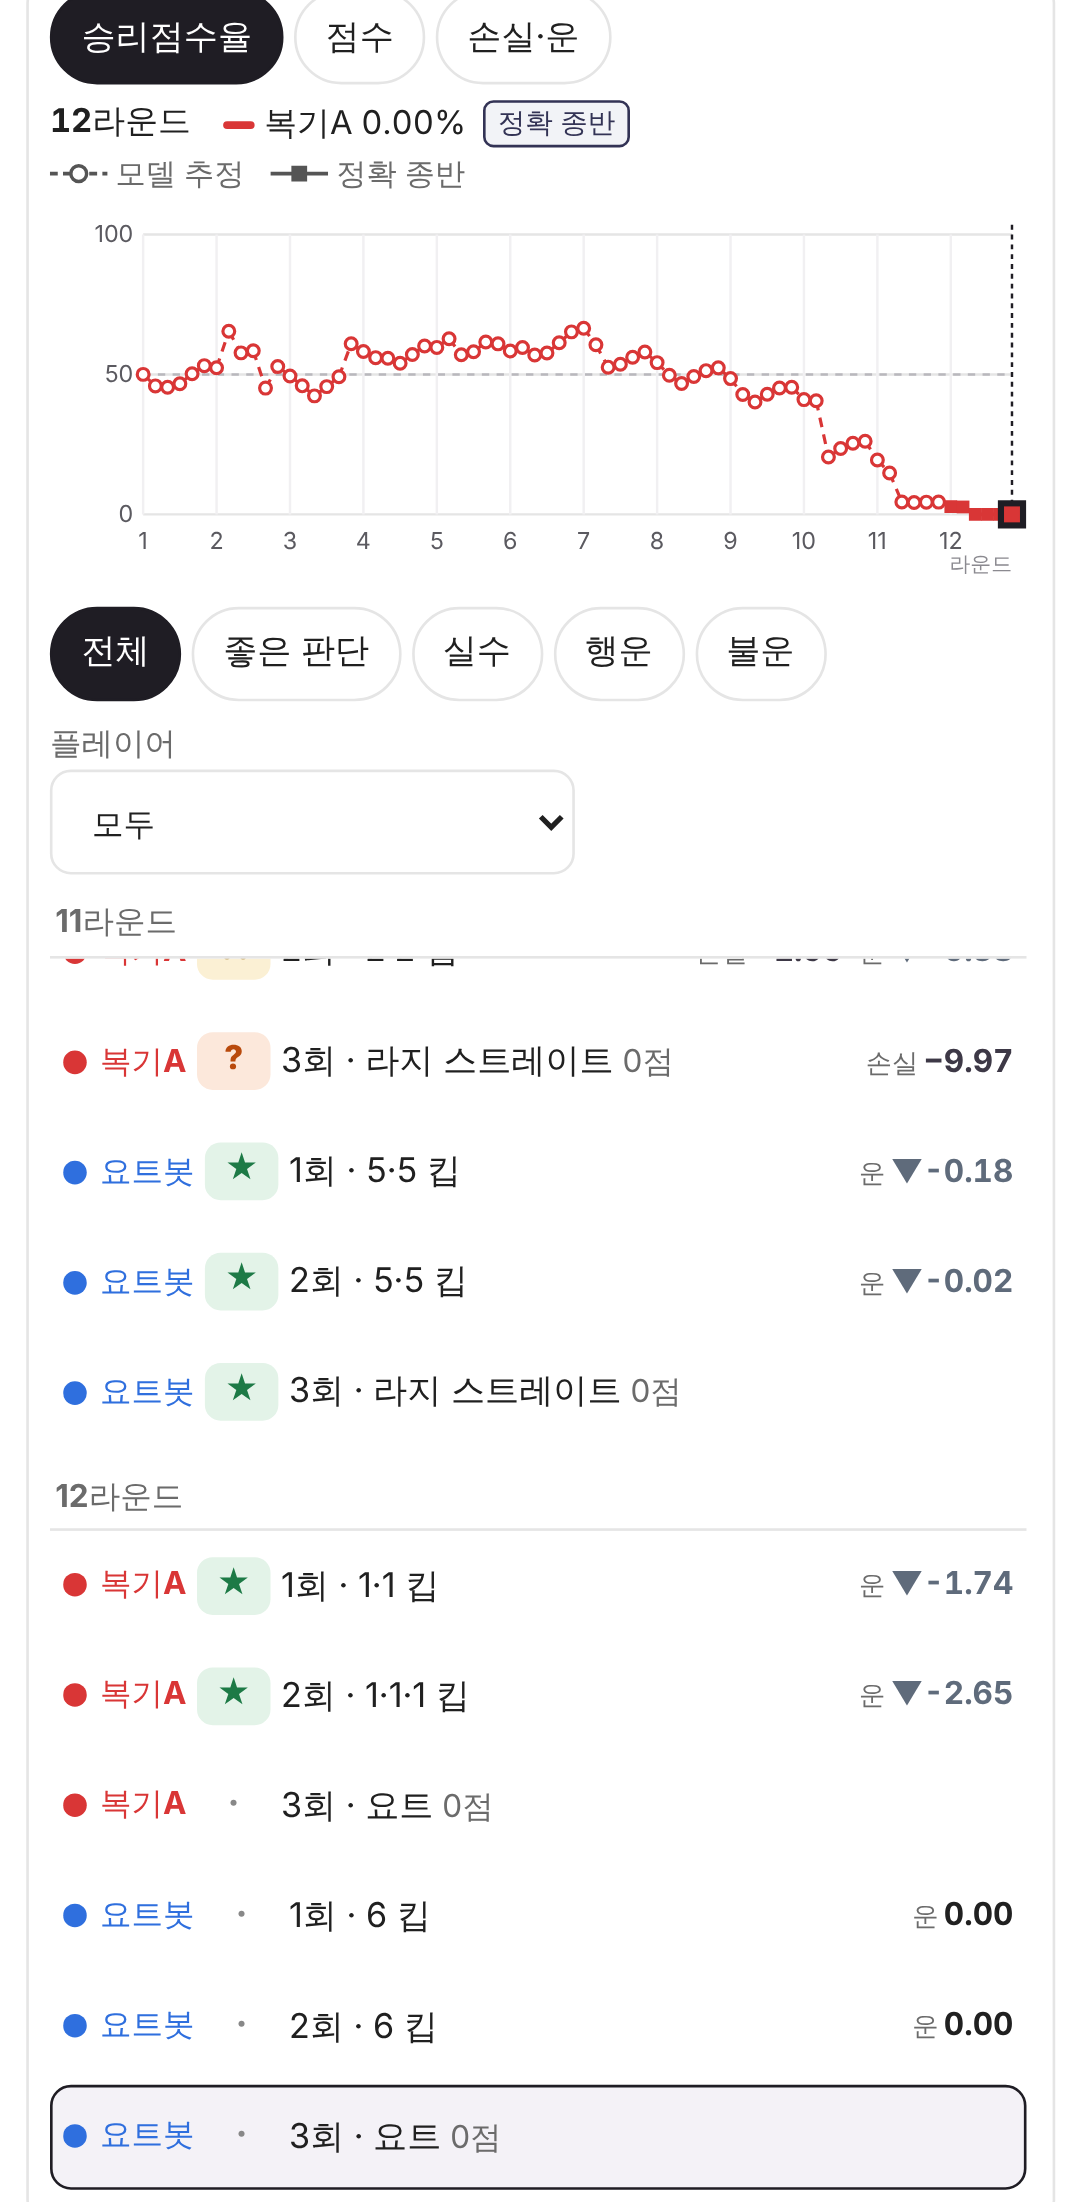 승리점수율 점수 손실·운
12라운드 복기A 0.00% 정확 종반
모델 추정 정확 종반
100
50
0
1 2 3 4 5 6 7 8 9 10 11 12
라운드
전체 좋은 판단 실수 행운 불운
플레이어
모두
11라운드
복기A ? 3회 · 라지 스트레이트 0점 손실 −9.97
요트봇 ★ 1회 · 5·5 킵 운 ▼-0.18
요트봇 ★ 2회 · 5·5 킵 운 ▼-0.02
요트봇 ★ 3회 · 라지 스트레이트 0점
12라운드
복기A ★ 1회 · 1·1 킵 운 ▼-1.74
복기A ★ 2회 · 1·1·1 킵 운 ▼-2.65
복기A · 3회 · 요트 0점
요트봇 · 1회 · 6 킵 운 0.00
요트봇 · 2회 · 6 킵 운 0.00
요트봇 · 3회 · 요트 0점